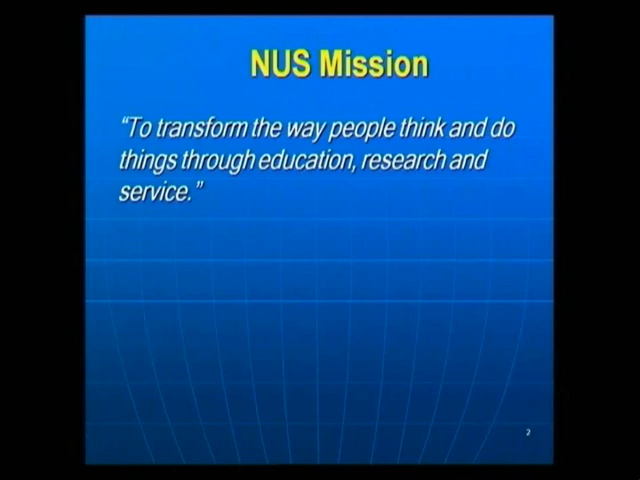 NUS Mission
“To transform the way people think and do
things through education, research and
service.”
2